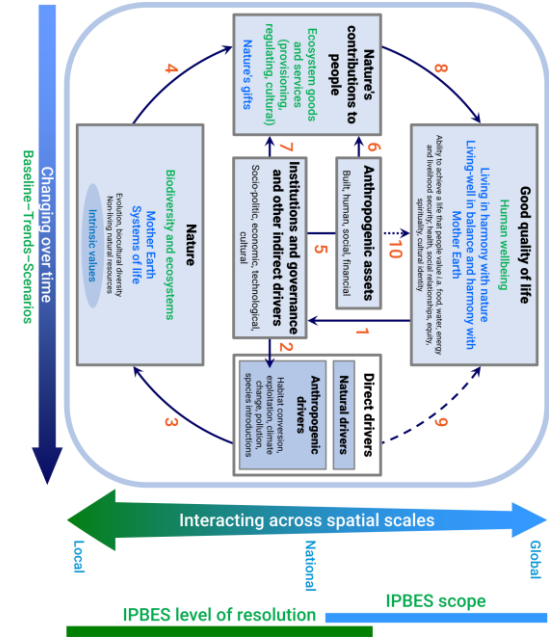 Good quality of life
Human wellbeing
Living in harmony with nature
Living-well in balance and harmony with
Mother Earth
Ability to achieve a life that people value i.a. food, water, energy
and livelihood security, health, social relationships, equity,
spirituality, cultural identity
8
10
1
9
Nature's
contributions to
people
Ecosystem goods
and services
(provisioning,
regulating, cultural)
Nature's gifts
6
Anthropogenic assets
Built, human, social, financial
5
7
Institutions and governance
and other indirect drivers
Socio-politic, economic, technological,
cultural
2
Direct drivers
Natural drivers
Anthropogenic
drivers
Habitat conversion,
exploitation, climate
change, pollution,
species introductions
4
3
Nature
Biodiversity and ecosystems
Mother Earth
Systems of life
Evolution, biocultural diversity
Non-living natural resources
Intrinsic values
Changing over time
Baseline–Trends–Scenarios
Interacting across spatial scales
Global
National
Local
IPBES scope
IPBES level of resolution